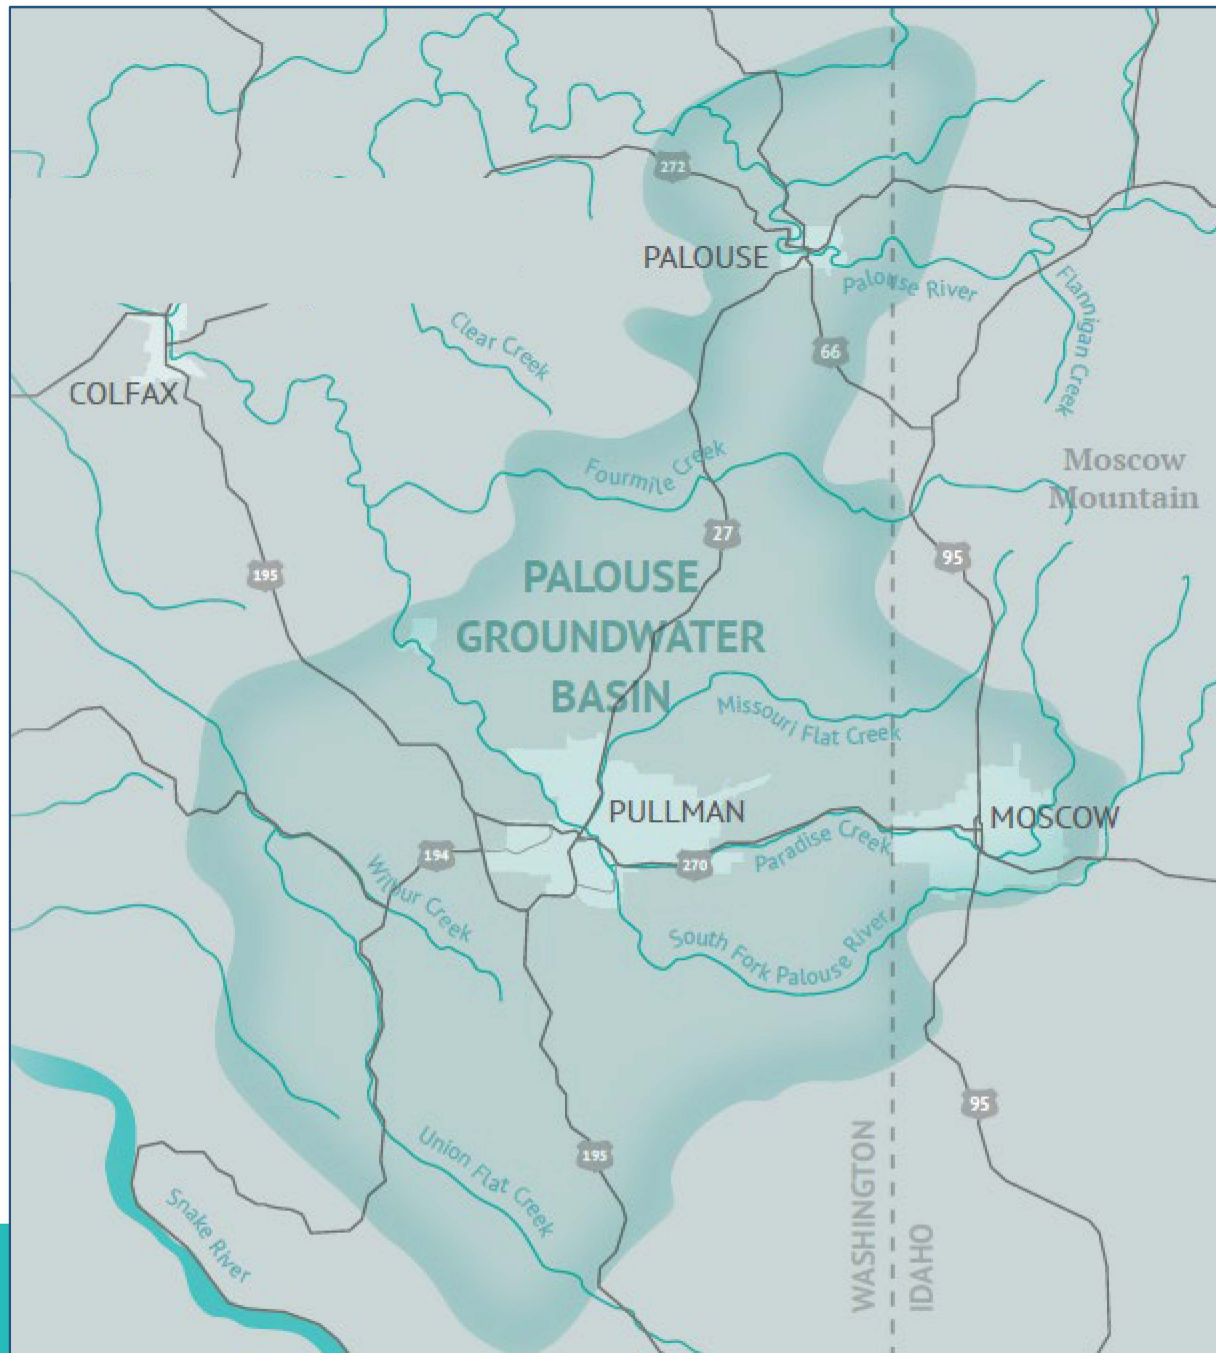 272
PALOUSE
Palouse River
Flannigan Creek
Clear Creek
66
COLFAX
Fourmile Creek
Moscow
Mountain
27
95
195
PALOUSE
GROUNDWATER
BASIN
Missouri Flat Creek
PULLMAN
MOSCOW
Paradise Creek
194
270
Wilbur Creek
South Fork Palouse River
95
Union Flat Creek
195
WASHINGTON
IDAHO
Snake River